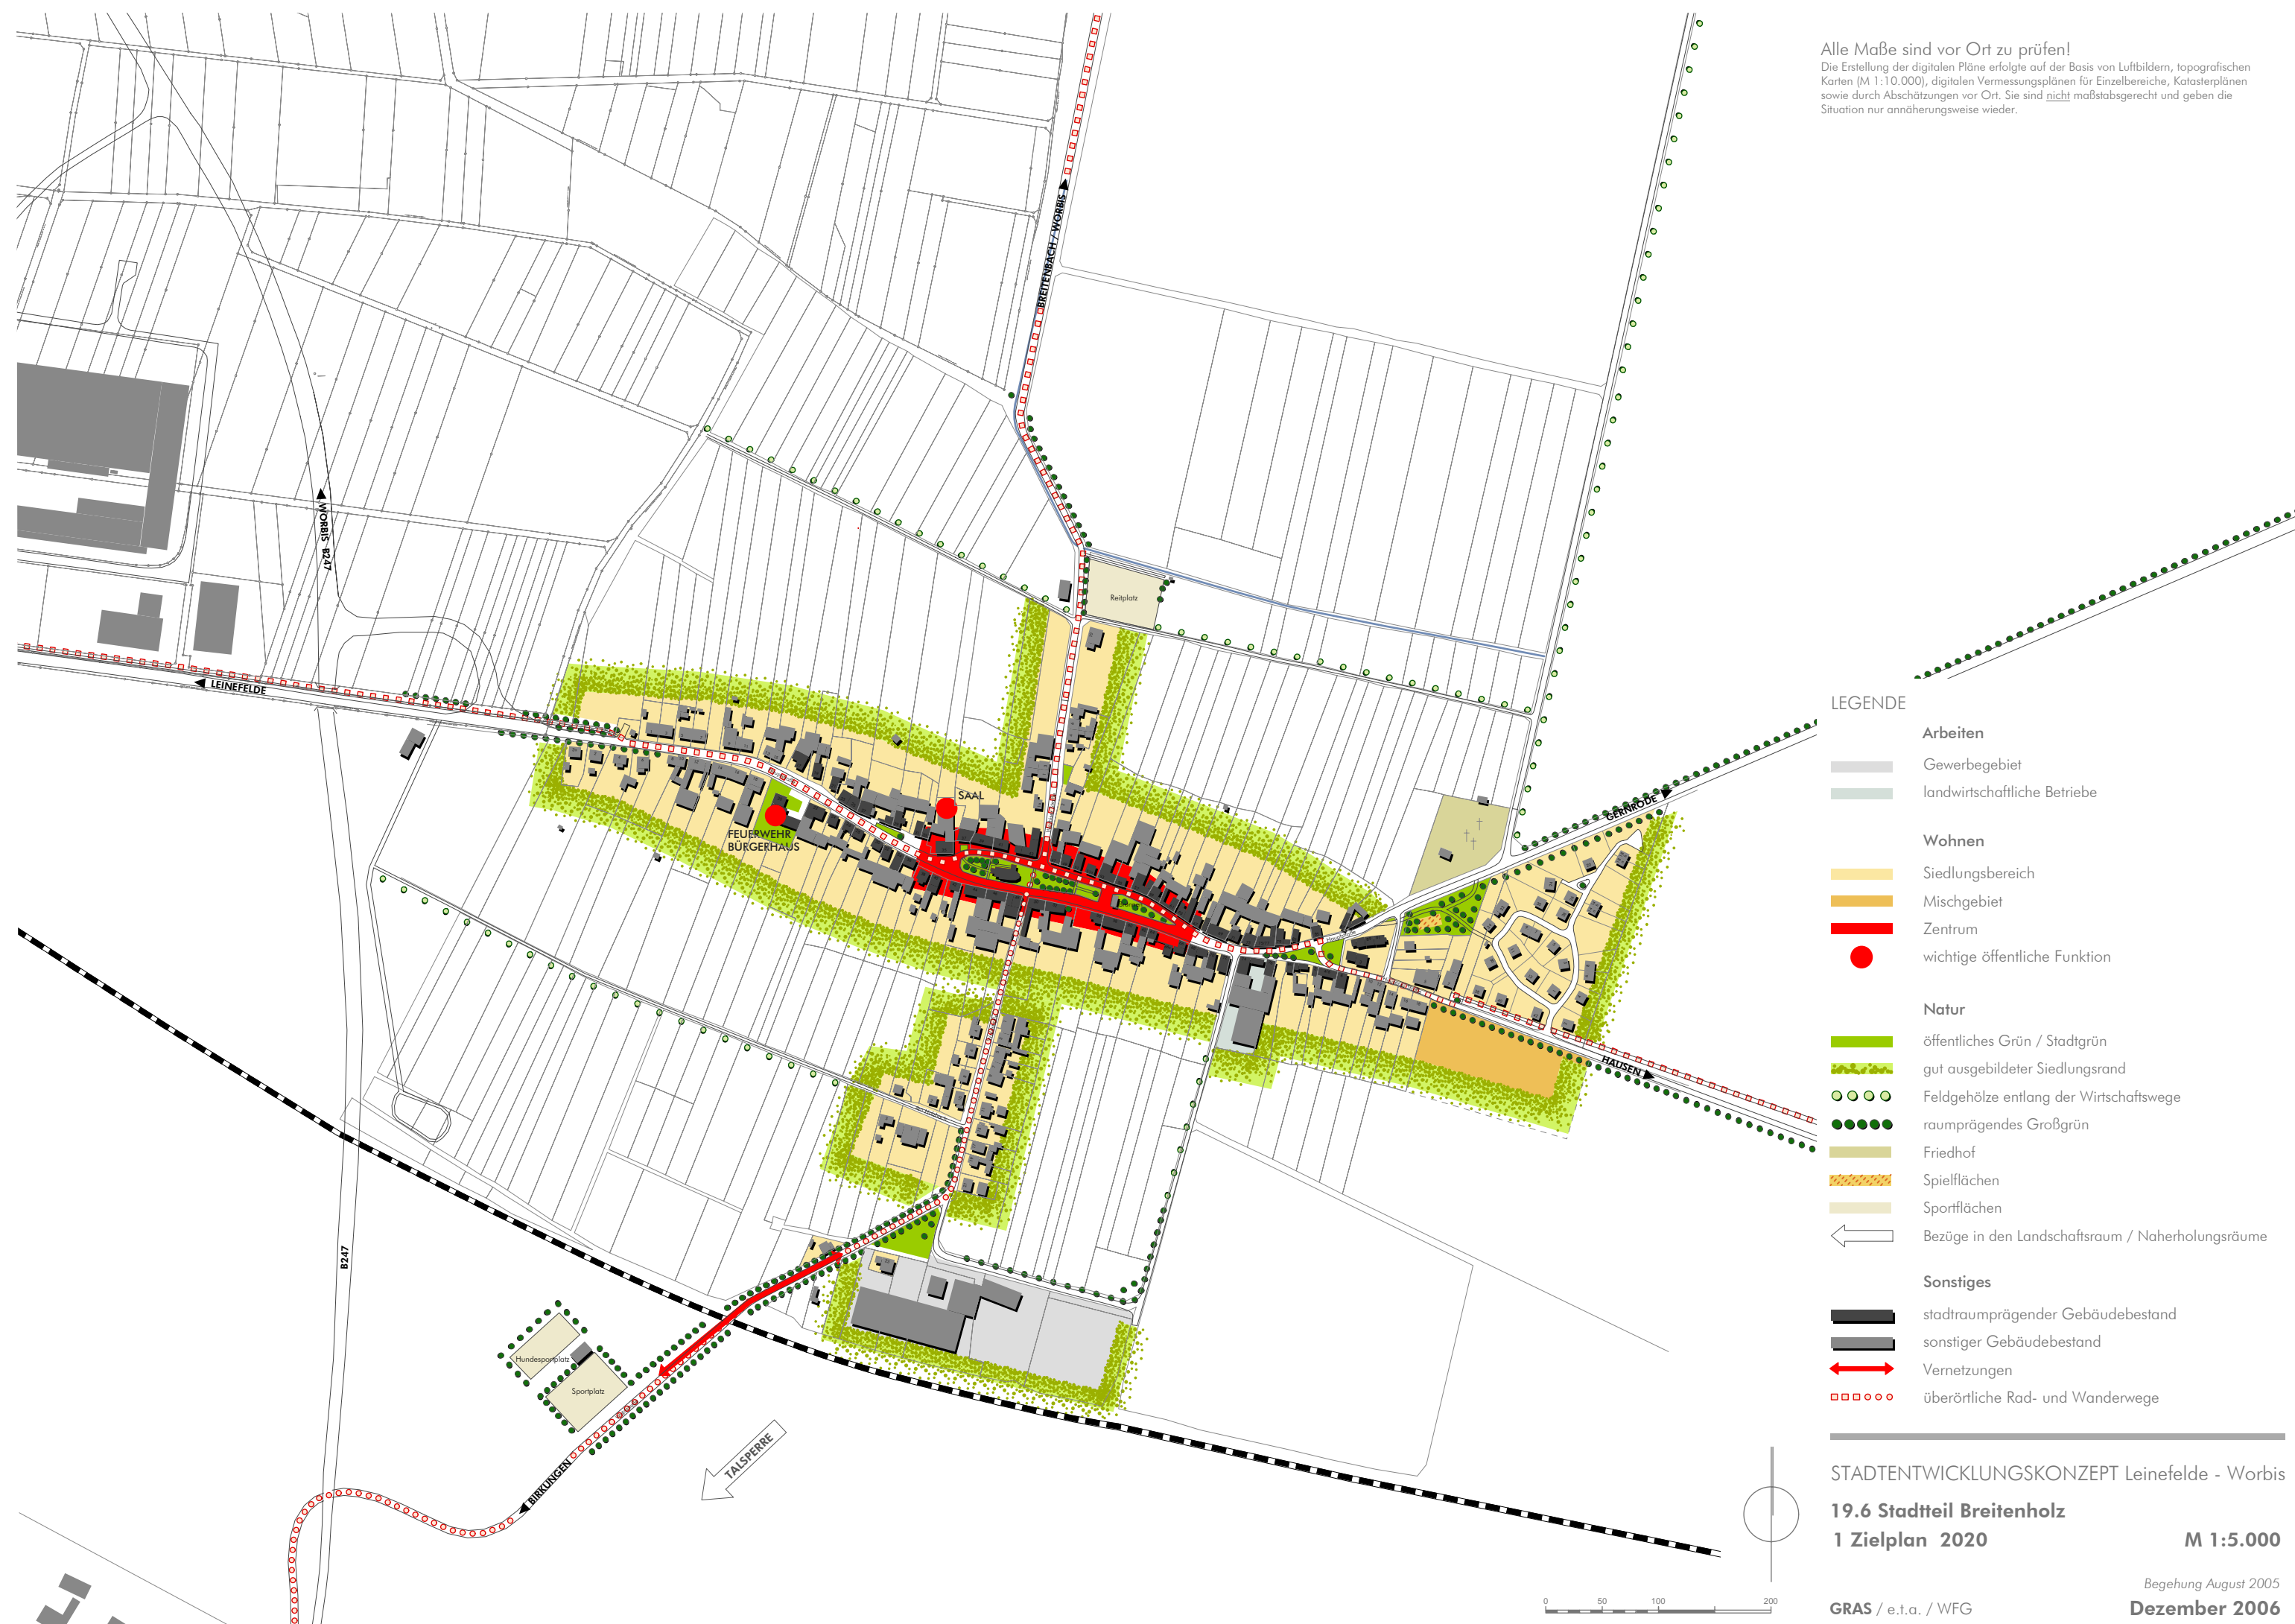 Alle Maße sind vor Ort zu prüfen!
Die Erstellung der digitalen Pläne erfolgte auf der Basis von Luftbildern, topografischen
Karten (M 1:10.000), digitalen Vermessungsplänen für Einzelbereiche, Katasterplänen
sowie durch Abschätzungen vor Ort. Sie sind nicht maßstabsgerecht und geben die
Situation nur annäherungsweise wieder.
BREITENBACH / WORBIS
WORBIS B247
Reitplatz
LEINEFELDE
SAAL
FEUERWEHR
BÜRGERHAUS
GERNRODE
HAUSEN
B247
Hundesportplatz
Sportplatz
TALSPERRE
BIRKUNGEN
LEGENDE
Arbeiten
Gewerbegebiet
landwirtschaftliche Betriebe
Wohnen
Siedlungsbereich
Mischgebiet
Zentrum
wichtige öffentliche Funktion
Natur
öffentliches Grün / Stadtgrün
gut ausgebildeter Siedlungsrand
Feldgehölze entlang der Wirtschaftswege
raumprägendes Großgrün
Friedhof
Spielflächen
Sportflächen
Bezüge in den Landschaftsraum / Naherholungsräume
Sonstiges
stadtraumprägender Gebäudebestand
sonstiger Gebäudebestand
Vernetzungen
überörtliche Rad- und Wanderwege
STADTENTWICKLUNGSKONZEPT Leinefelde - Worbis
19.6 Stadtteil Breitenholz
1 Zielplan 2020 M 1:5.000
Begehung August 2005
GRAS / e.t.a. / WFG Dezember 2006
0 50 100 200